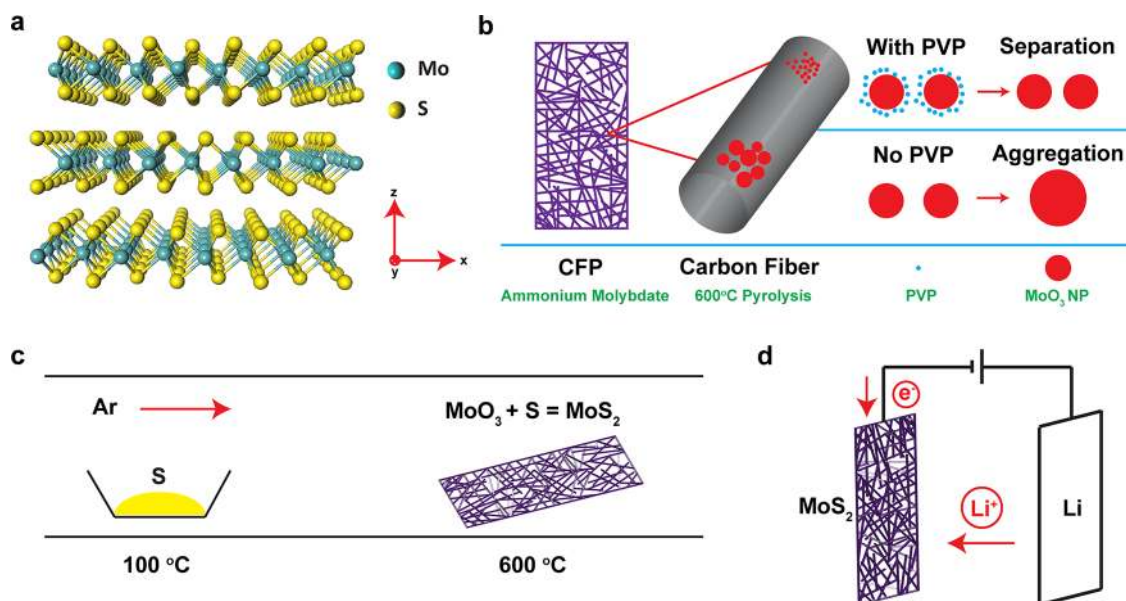 a
Mo
S
z
y
x
b
With PVP
Separation
No PVP
Aggregation
CFP
Carbon Fiber
Ammonium Molybdate
600°C Pyrolysis
PVP
MoO₃ NP
c
Ar
MoO₃ + S = MoS₂
S
100 °C
600 °C
d
e⁻
MoS₂
Li⁺
Li